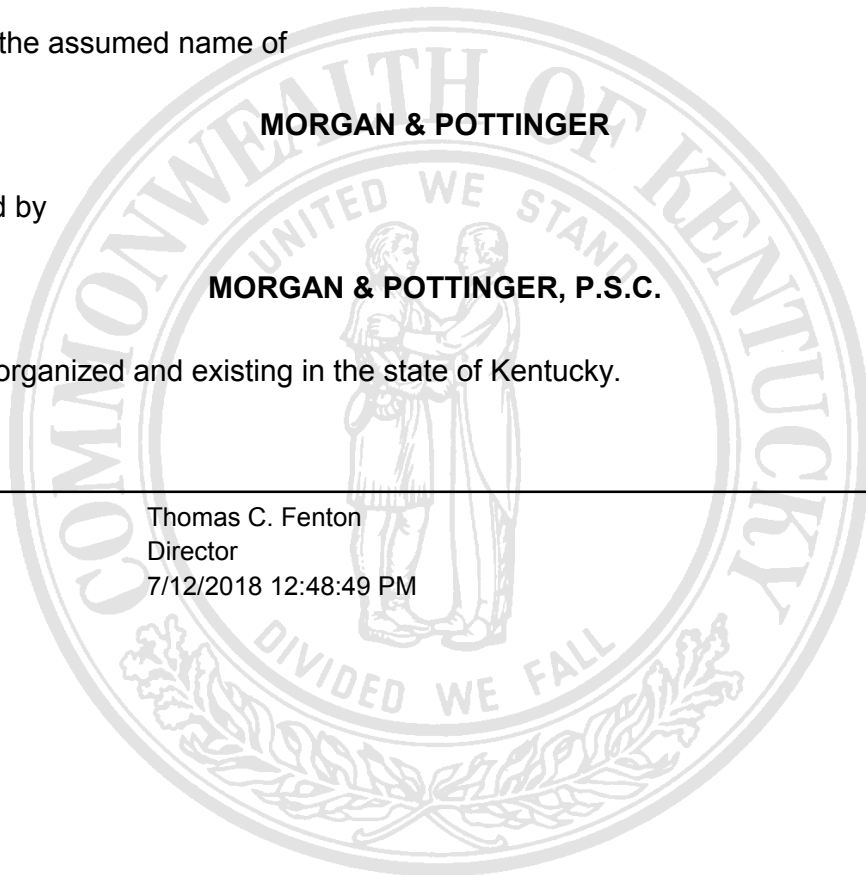 the assumed name of
MORGAN & POTTINGER
d by
MORGAN & POTTINGER, P.S.C.
organized and existing in the state of Kentucky.
Thomas C. Fenton
Director
7/12/2018 12:48:49 PM
COMMONWEALTH OF KENTUCKY
UNITED WE STAND
DIVIDED WE FALL